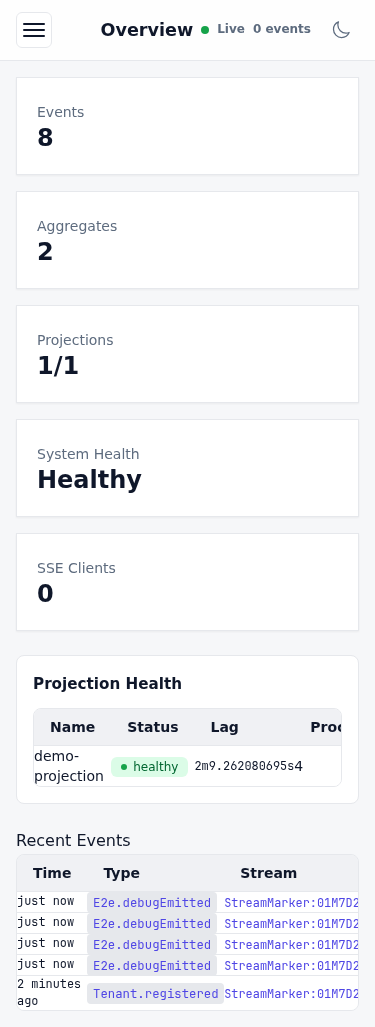 Overview Live 0 events
Events
8
Aggregates
2
Projections
1/1
System Health
Healthy
SSE Clients
0
Projection Health
Name Status Lag Proc
demo-
projection healthy 2m9.262080695s 4
Recent Events
Time Type Stream
just now E2e.debugEmitted StreamMarker:01M7D2
just now E2e.debugEmitted StreamMarker:01M7D2
just now E2e.debugEmitted StreamMarker:01M7D2
just now E2e.debugEmitted StreamMarker:01M7D2
2 minutes
ago Tenant.registered StreamMarker:01M7D2